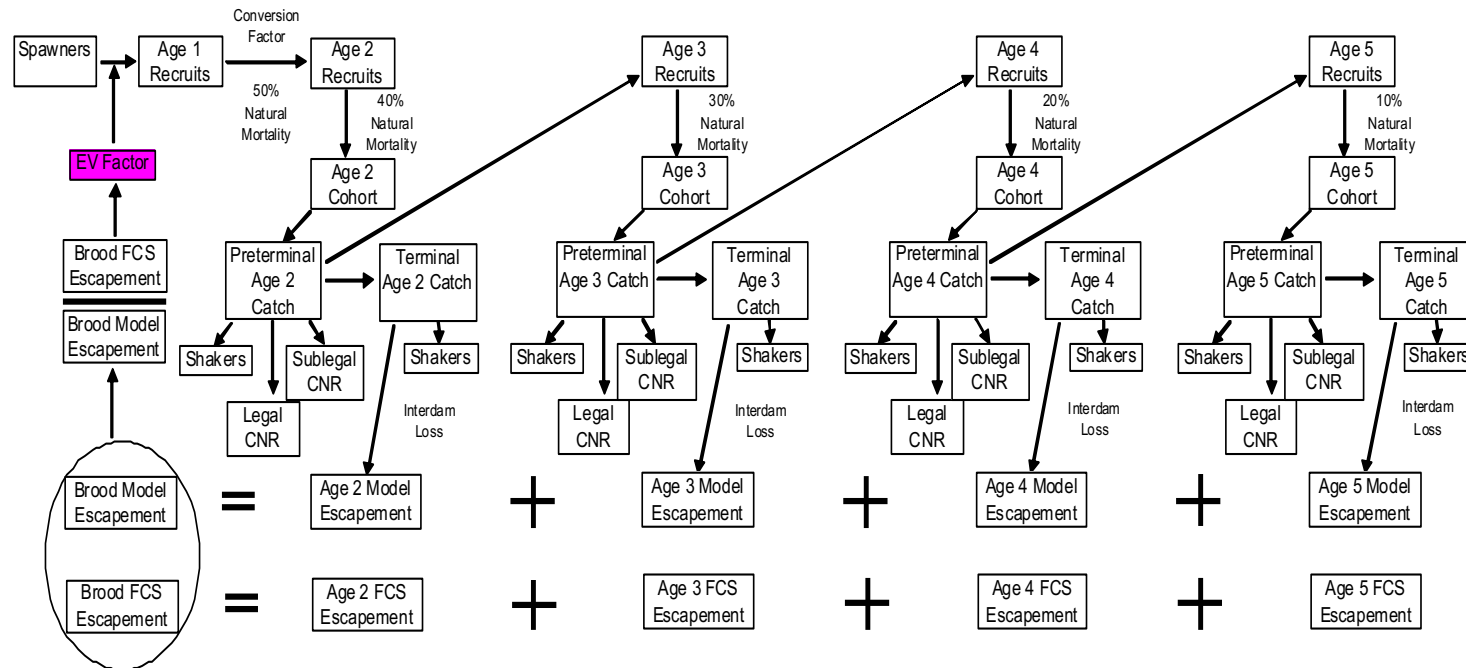 Spawners
Age 1
Recruits
Conversion
Factor
Age 2
Recruits
50%
Natural
Mortality
40%
Natural
Mortality
Age 2
Cohort
Age 3
Recruits
30%
Natural
Mortality
Age 3
Cohort
Age 4
Recruits
20%
Natural
Mortality
Age 4
Cohort
Age 5
Recruits
10%
Natural
Mortality
Age 5
Cohort
EV Factor
Brood FCS
Escapement
Brood Model
Escapement
Preterminal
Age 2
Catch
Terminal
Age 2 Catch
Shakers
Legal
CNR
Sublegal
CNR
Shakers
Interdam
Loss
Preterminal
Age 3 Catch
Terminal
Age 3
Catch
Shakers
Legal
CNR
Sublegal
CNR
Shakers
Interdam
Loss
Preterminal
Age 4 Catch
Terminal
Age 4
Catch
Shakers
Legal
CNR
Sublegal
CNR
Shakers
Interdam
Loss
Preterminal
Age 5 Catch
Terminal
Age 5
Catch
Shakers
Legal
CNR
Sublegal
CNR
Shakers
Interdam
Loss
Brood Model
Escapement
=
Age 2 Model
Escapement
+
Age 3 Model
Escapement
+
Age 4 Model
Escapement
+
Age 5 Model
Escapement
Brood FCS
Escapement
=
Age 2 FCS
Escapement
+
Age 3 FCS
Escapement
+
Age 4 FCS
Escapement
+
Age 5 FCS
Escapement